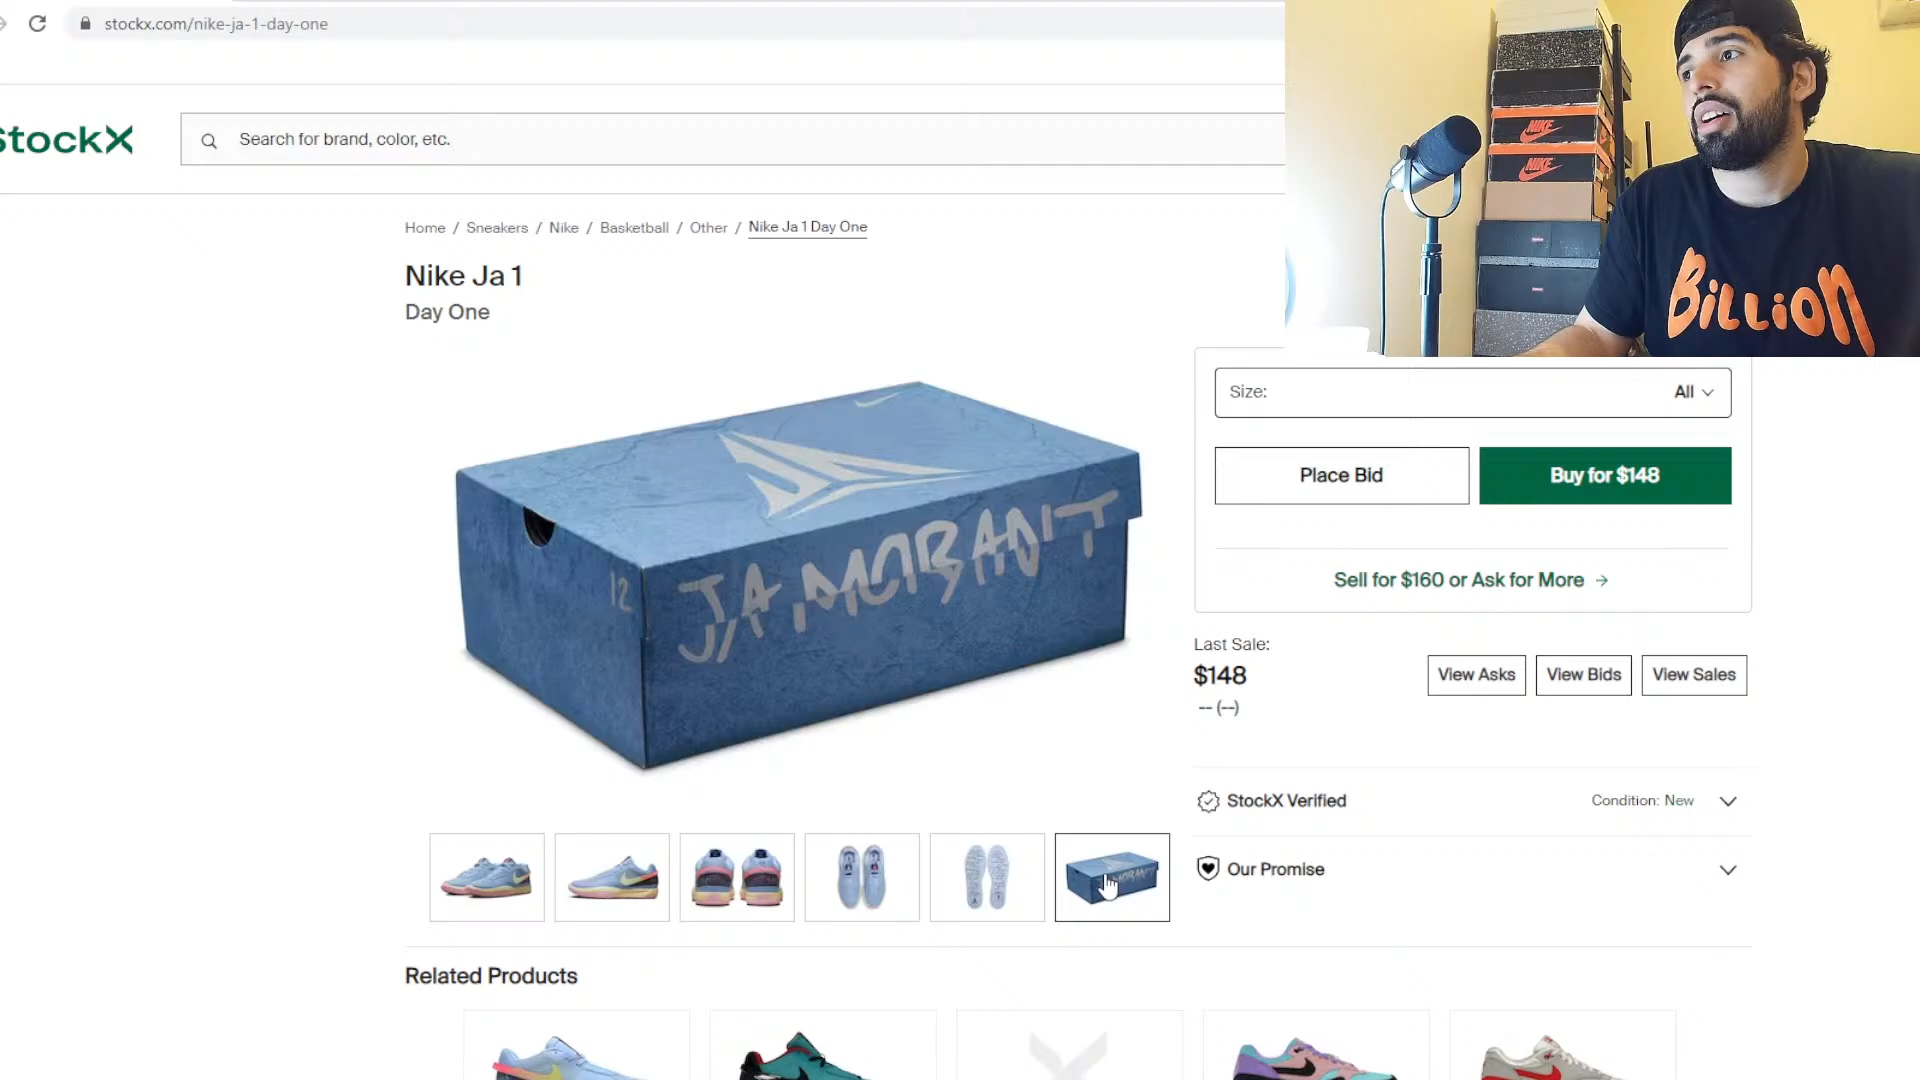 stockx.com/nike-ja-1-day-one
StockX
Search for brand, color, etc.
Home / Sneakers / Nike / Basketball / Other / Nike Ja 1 Day One
Nike Ja 1
Day One
NIKE
NIKE
BiLLiON
JA
12
JA MORANT
Size:
All
Place Bid
Buy for $148
Sell for $160 or Ask for More →
Last Sale:
$148
-- (--)
View Asks
View Bids
View Sales
StockX Verified
Condition: New
Our Promise
MORANT
Related Products